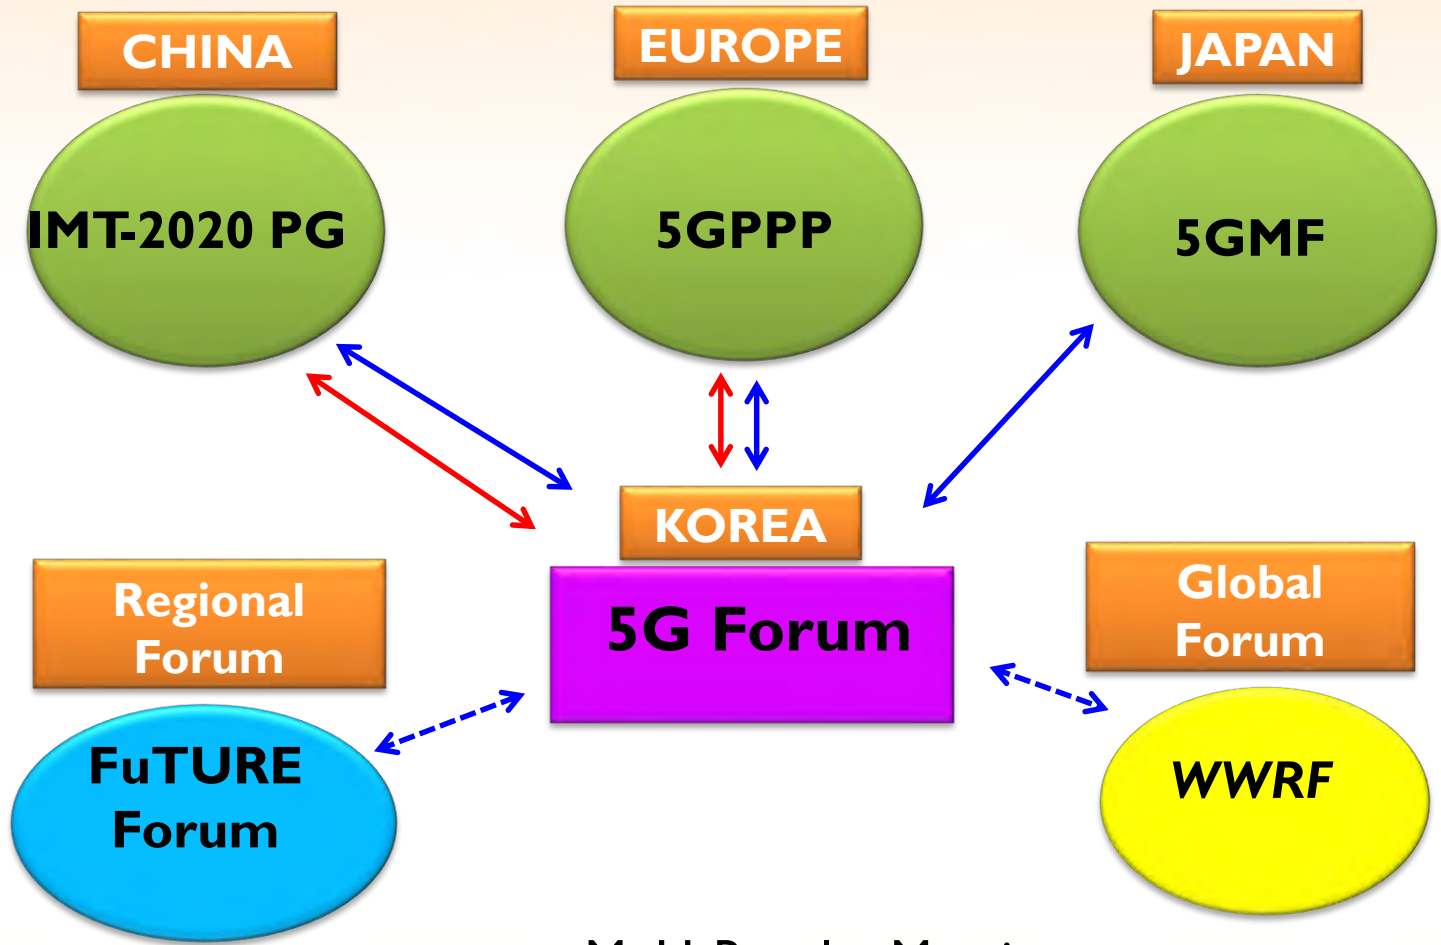 CHINA
EUROPE
JAPAN
IMT-2020 PG
5GPPP
5GMF
KOREA
5G Forum
Regional
Forum
Global
Forum
FuTURE
Forum
WWRF